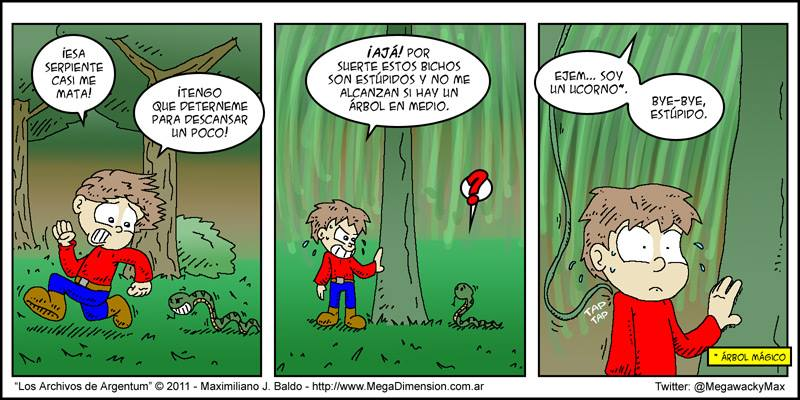 ¡ESA
SERPIENTE
CASI ME
MATA!
¡TENGO
QUE DETERNEME
PARA DESCANSAR
UN POCO!
¡AJÁ! POR
SUERTE ESTOS BICHOS
SON ESTÚPIDOS Y NO ME
ALCANZAN SI HAY UN
ÁRBOL EN MEDIO.
?
EJEM... SOY
UN UCORNO*.
BYE-BYE,
ESTÚPIDO.
TAP
TAP
* ÁRBOL MÁGICO
"Los Archivos de Argentum" © 2011 - Maximiliano J. Baldo - http://www.MegaDimension.com.ar
Twitter: @MegawackyMax